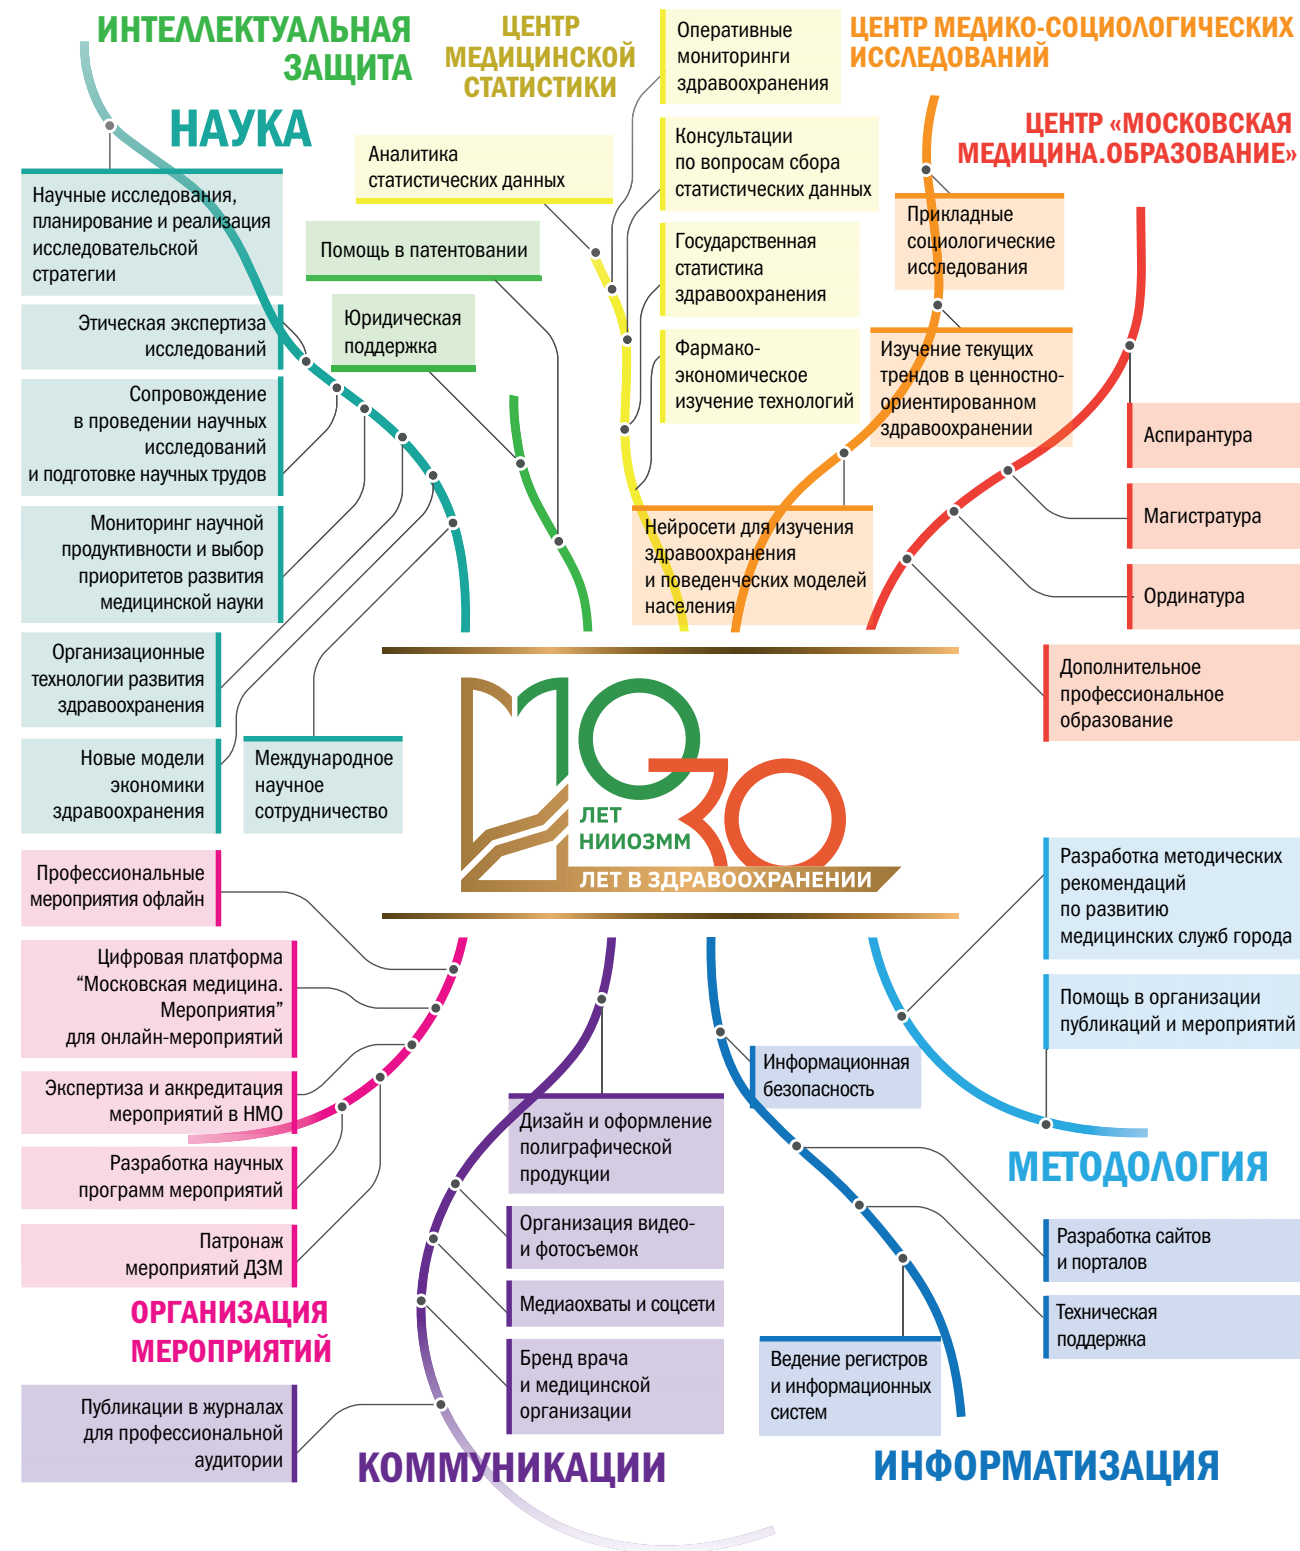 ИНТЕЛЛЕКТУАЛЬНАЯ
ЗАЩИТА
НАУКА
ЦЕНТР
МЕДИЦИНСКОЙ
СТАТИСТИКИ
ЦЕНТР МЕДИКО-СОЦИОЛОГИЧЕСКИХ
ИССЛЕДОВАНИЙ
ЦЕНТР «МОСКОВСКАЯ
МЕДИЦИНА.ОБРАЗОВАНИЕ»
Научные исследования,
планирование и реализация
исследовательской
стратегии
Этическая экспертиза
исследований
Сопровождение
в проведении научных
исследований
и подготовке научных трудов
Мониторинг научной
продуктивности и выбор
приоритетов развития
медицинской науки
Организационные
технологии развития
здравоохранения
Новые модели
экономики
здравоохранения
Международное
научное
сотрудничество
Помощь в патентовании
Юридическая
поддержка
Аналитика
статистических данных
Оперативные
мониторинги
здравоохранения
Консультации
по вопросам сбора
статистических данных
Государственная
статистика
здравоохранения
Фармако-
экономическое
изучение технологий
Прикладные
социологические
исследования
Изучение текущих
трендов в ценностно-
ориентированном
здравоохранении
Нейросети для изучения
здравоохранения
и поведенческих моделей
населения
Аспирантура
Магистратура
Ординатура
Дополнительное
профессиональное
образование
10
ЛЕТ
НИИОЗММ
30
ЛЕТ В ЗДРАВООХРАНЕНИИ
Профессиональные
мероприятия офлайн
Цифровая платформа
“Московская медицина.
Мероприятия”
для онлайн-мероприятий
Экспертиза и аккредитация
мероприятий в НМО
Разработка научных
программ мероприятий
Патронаж
мероприятий ДЗМ
ОРГАНИЗАЦИЯ
МЕРОПРИЯТИЙ
Публикации в журналах
для профессиональной
аудитории
Дизайн и оформление
полиграфической
продукции
Организация видео-
и фотосъемок
Медиаохваты и соцсети
Бренд врача
и медицинской
организации
КОММУНИКАЦИИ
Информационная
безопасность
Разработка сайтов
и порталов
Техническая
поддержка
Ведение регистров
и информационных
систем
ИНФОРМАТИЗАЦИЯ
Разработка методических
рекомендаций
по развитию
медицинских служб города
Помощь в организации
публикаций и мероприятий
МЕТОДОЛОГИЯ